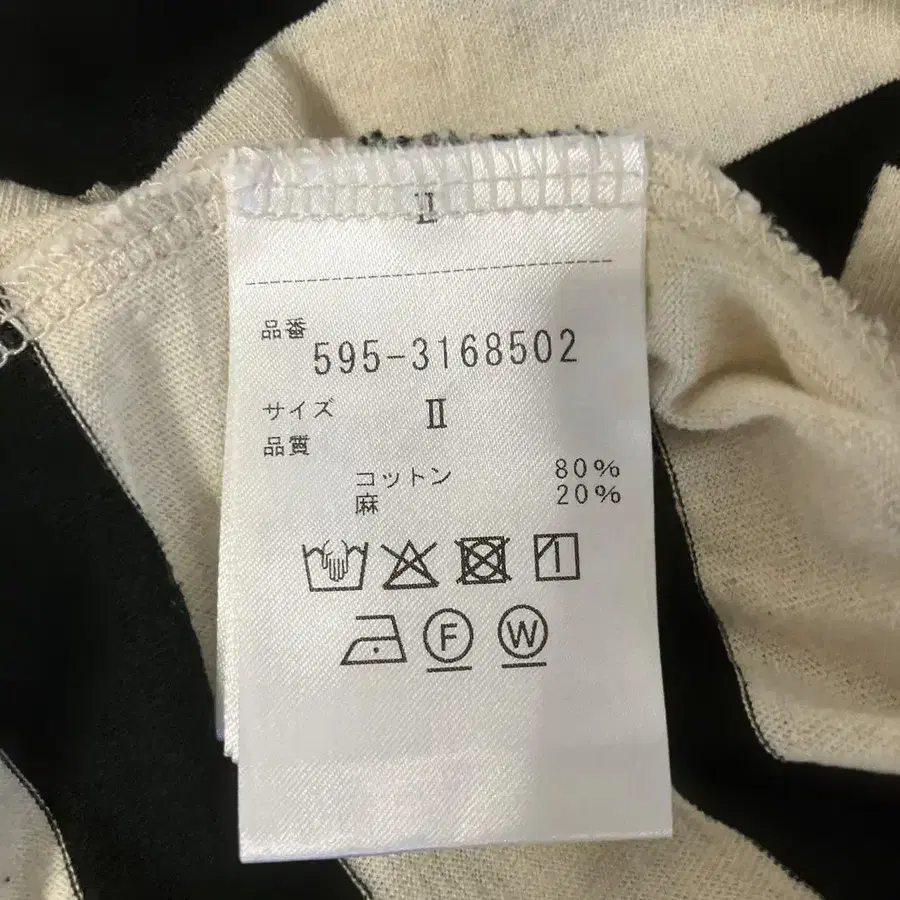 Ⅱ
品番
595-3168502
サイズ Ⅱ
品質
コットン 80%
麻 20%
F W